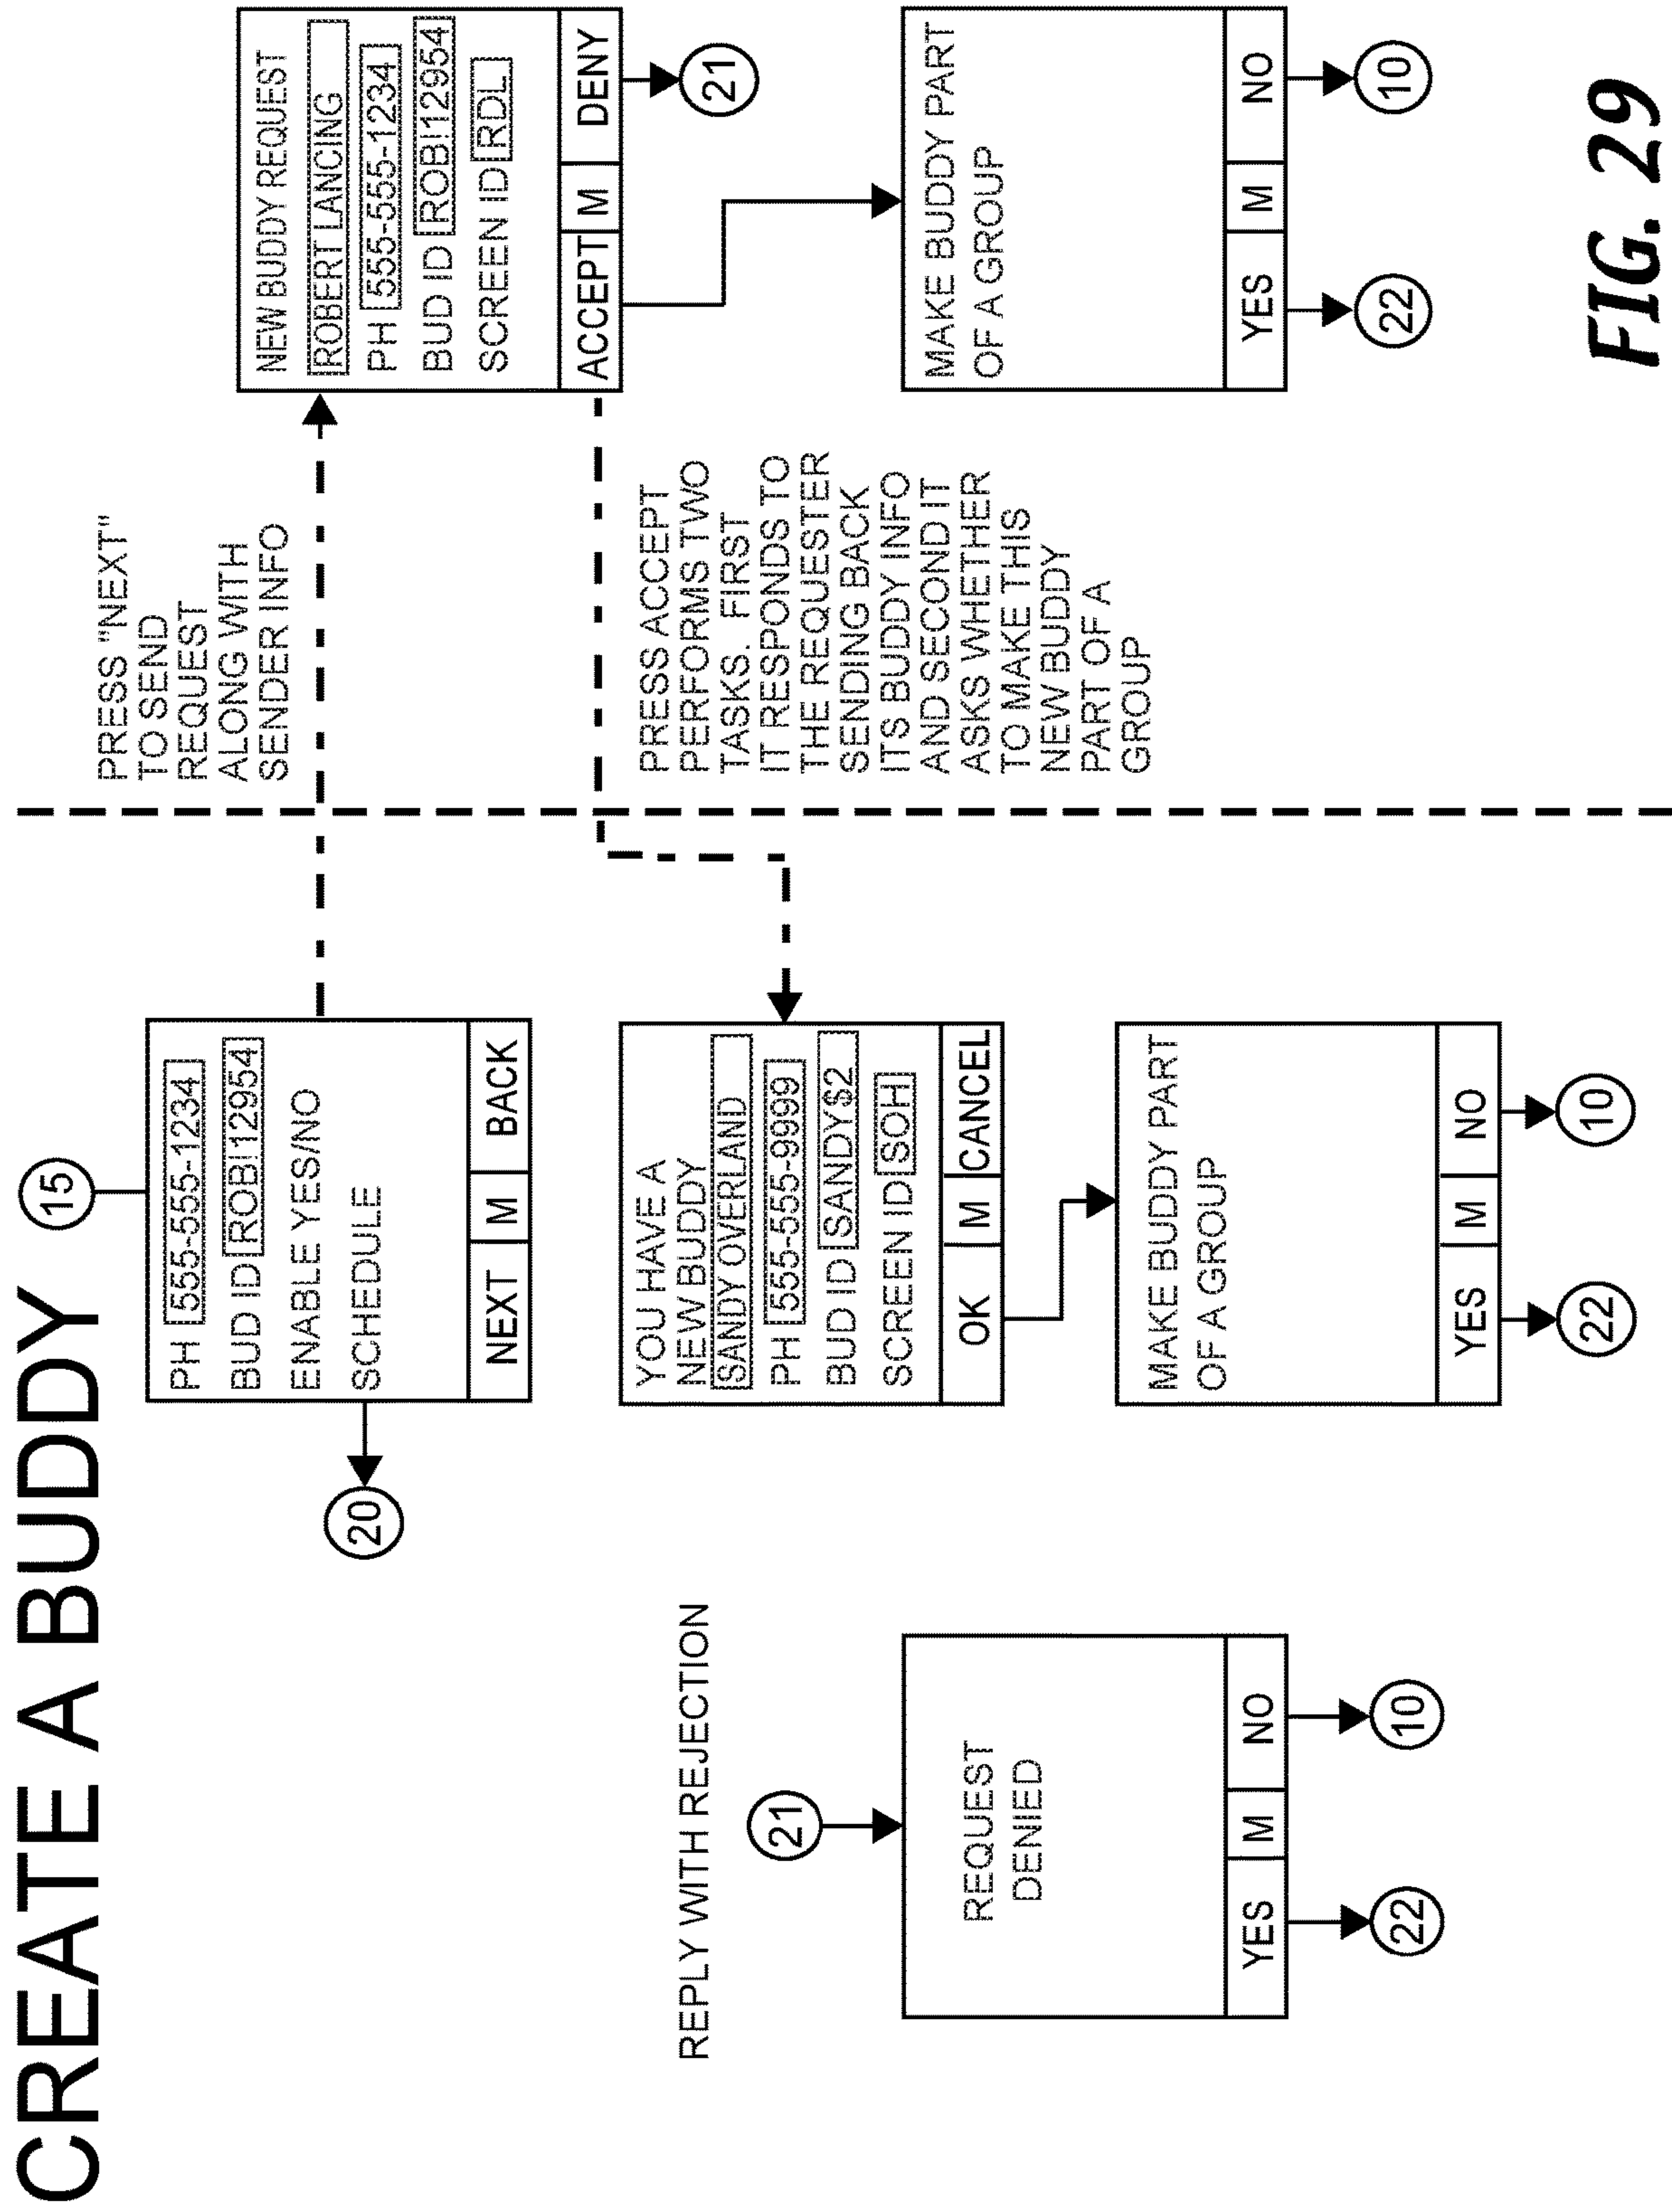 CREATE A BUDDY
15
PH 555-555-1234
BUD ID ROB!12954
ENABLE YES/NO
SCHEDULE
NEXT M BACK
20
PRESS "NEXT"
TO SEND
REQUEST
ALONG WITH
SENDER INFO
NEW BUDDY REQUEST
ROBERT LANCING
PH 555-555-1234
BUD ID ROB!12954
SCREEN ID RDL
ACCEPT M DENY
21
PRESS ACCEPT
PERFORMS TWO
TASKS. FIRST
IT RESPONDS TO
THE REQUESTER
SENDING BACK
ITS BUDDY INFO
AND SECOND IT
ASKS WHETHER
TO MAKE THIS
NEW BUDDY
PART OF A
GROUP
MAKE BUDDY PART
OF A GROUP
YES M NO
22 10
YOU HAVE A
NEW BUDDY
SANDY OVERLAND
PH 555-555-9999
BUD ID SANDY$2
SCREEN ID SOH
OK M CANCEL
MAKE BUDDY PART
OF A GROUP
YES M NO
22 10
REPLY WITH REJECTION
21
REQUEST
DENIED
YES M NO
22 10
FIG. 29